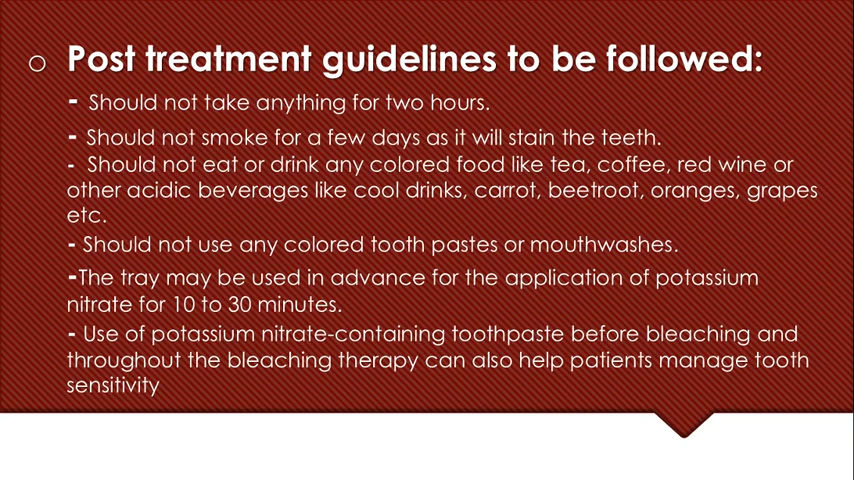 o Post treatment guidelines to be followed:
- Should not take anything for two hours.
- Should not smoke for a few days as it will stain the teeth.
- Should not eat or drink any colored food like tea, coffee, red wine or
other acidic beverages like cool drinks, carrot, beetroot, oranges, grapes
etc.
- Should not use any colored tooth pastes or mouthwashes.
-The tray may be used in advance for the application of potassium
nitrate for 10 to 30 minutes.
- Use of potassium nitrate-containing toothpaste before bleaching and
throughout the bleaching therapy can also help patients manage tooth
sensitivity